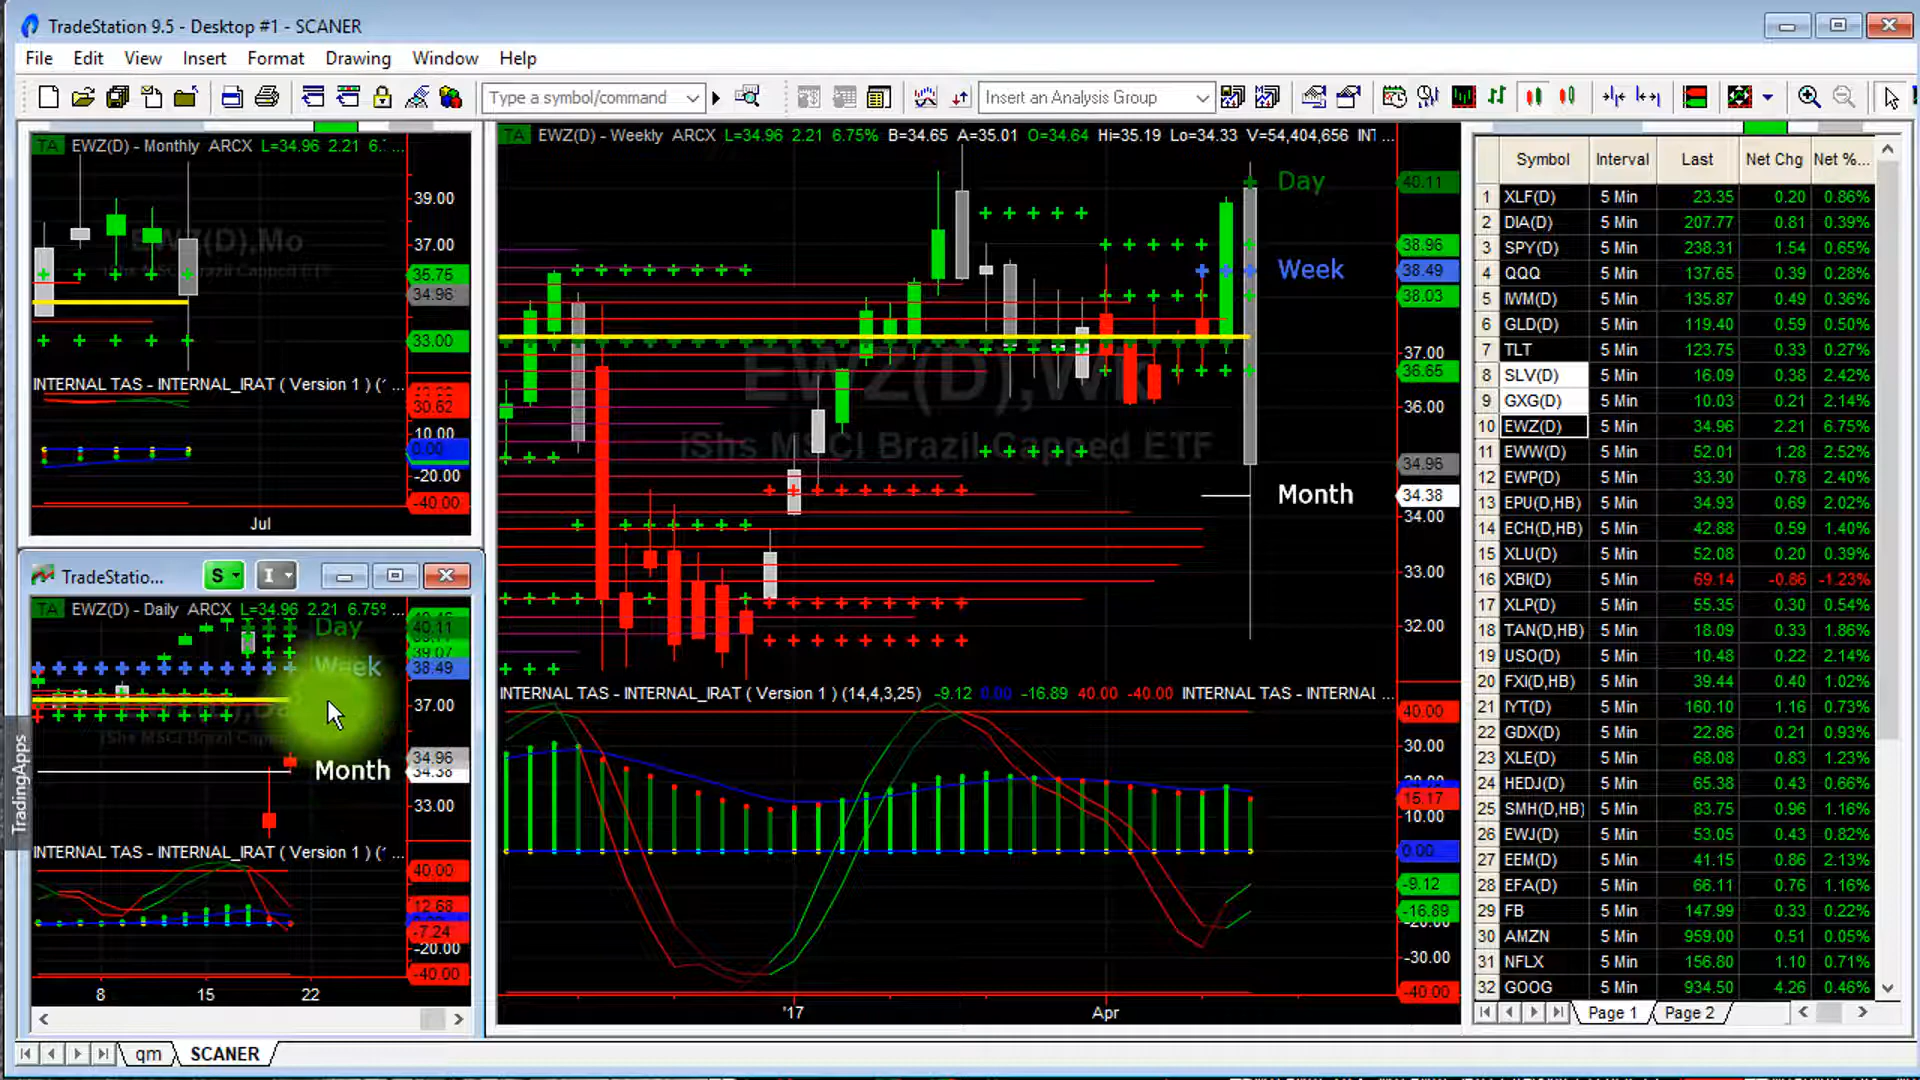 TradeStation 9.5 - Desktop #1 - SCANER
File Edit View Insert Format Drawing Window Help
Type a symbol/command
Insert an Analysis Group
TA EWZ(D) - Monthly ARCX L=34.96 2.21 6. ...
EWZ(D),Mo
39.00
37.00
35.75
34.96
33.00
INTERNAL TAS - INTERNAL_IRAT ( Version 1 ) (' ...
30.62
10.00
0.00
-20.00
-40.00
Jul
TradeStatio...
S
I
TA EWZ(D) - Daily ARCX L=34.96 2.21 6.75% ...
Day
40.11
39.07
Week
38.49
37.00
34.96
Month
34.38
33.00
INTERNAL TAS - INTERNAL_IRAT ( Version 1 ) (' ...
40.00
12.68
-7.24
-20.00
-40.00
8 15 22
TradingApps
qm SCANER
TA EWZ(D) - Weekly ARCX L=34.96 2.21 6.75% B=34.65 A=35.01 O=34.64 Hi=35.19 Lo=34.33 V=54,404,656 INT ...
Day
40.11
38.96
Week
38.49
38.03
37.00
36.65
EWZ(D),Wk
36.00
iShs MSCI Brazil Capped ETF
34.96
Month
34.38
34.00
33.00
32.00
INTERNAL TAS - INTERNAL_IRAT ( Version 1 ) (14,4,3,25) -9.12 0.00 -16.89 40.00 -40.00 INTERNAL TAS - INTERNAL ...
40.00
30.00
15.17
10.00
0.00
-9.12
-16.89
-30.00
-40.00
'17 Apr
Symbol Interval Last Net Chg Net %...
1 XLF(D) 5 Min 23.35 0.20 0.86%
2 DIA(D) 5 Min 207.77 0.81 0.39%
3 SPY(D) 5 Min 238.31 1.54 0.65%
4 QQQ 5 Min 137.65 0.39 0.28%
5 IWM(D) 5 Min 135.87 0.49 0.36%
6 GLD(D) 5 Min 119.40 0.59 0.50%
7 TLT 5 Min 123.75 0.33 0.27%
8 SLV(D) 5 Min 16.09 0.38 2.42%
9 GXG(D) 5 Min 10.03 0.21 2.14%
10 EWZ(D) 5 Min 34.96 2.21 6.75%
11 EWW(D) 5 Min 52.01 1.28 2.52%
12 EWP(D) 5 Min 33.30 0.78 2.40%
13 EPU(D,HB) 5 Min 34.93 0.69 2.02%
14 ECH(D,HB) 5 Min 42.88 0.59 1.40%
15 XLU(D) 5 Min 52.08 0.20 0.39%
16 XBI(D) 5 Min 69.14 -0.86 -1.23%
17 XLP(D) 5 Min 55.35 0.30 0.54%
18 TAN(D,HB) 5 Min 18.09 0.33 1.86%
19 USO(D) 5 Min 10.48 0.22 2.14%
20 FXI(D,HB) 5 Min 39.44 0.40 1.02%
21 IYT(D) 5 Min 160.10 1.16 0.73%
22 GDX(D) 5 Min 22.86 0.21 0.93%
23 XLE(D) 5 Min 68.08 0.83 1.23%
24 HEDJ(D) 5 Min 65.38 0.43 0.66%
25 SMH(D,HB) 5 Min 83.75 0.96 1.16%
26 EWJ(D) 5 Min 53.05 0.43 0.82%
27 EEM(D) 5 Min 41.15 0.86 2.13%
28 EFA(D) 5 Min 66.11 0.76 1.16%
29 FB 5 Min 147.99 0.33 0.22%
30 AMZN 5 Min 959.00 0.51 0.05%
31 NFLX 5 Min 156.80 1.10 0.71%
32 GOOG 5 Min 934.50 4.26 0.46%
Page 1 Page 2